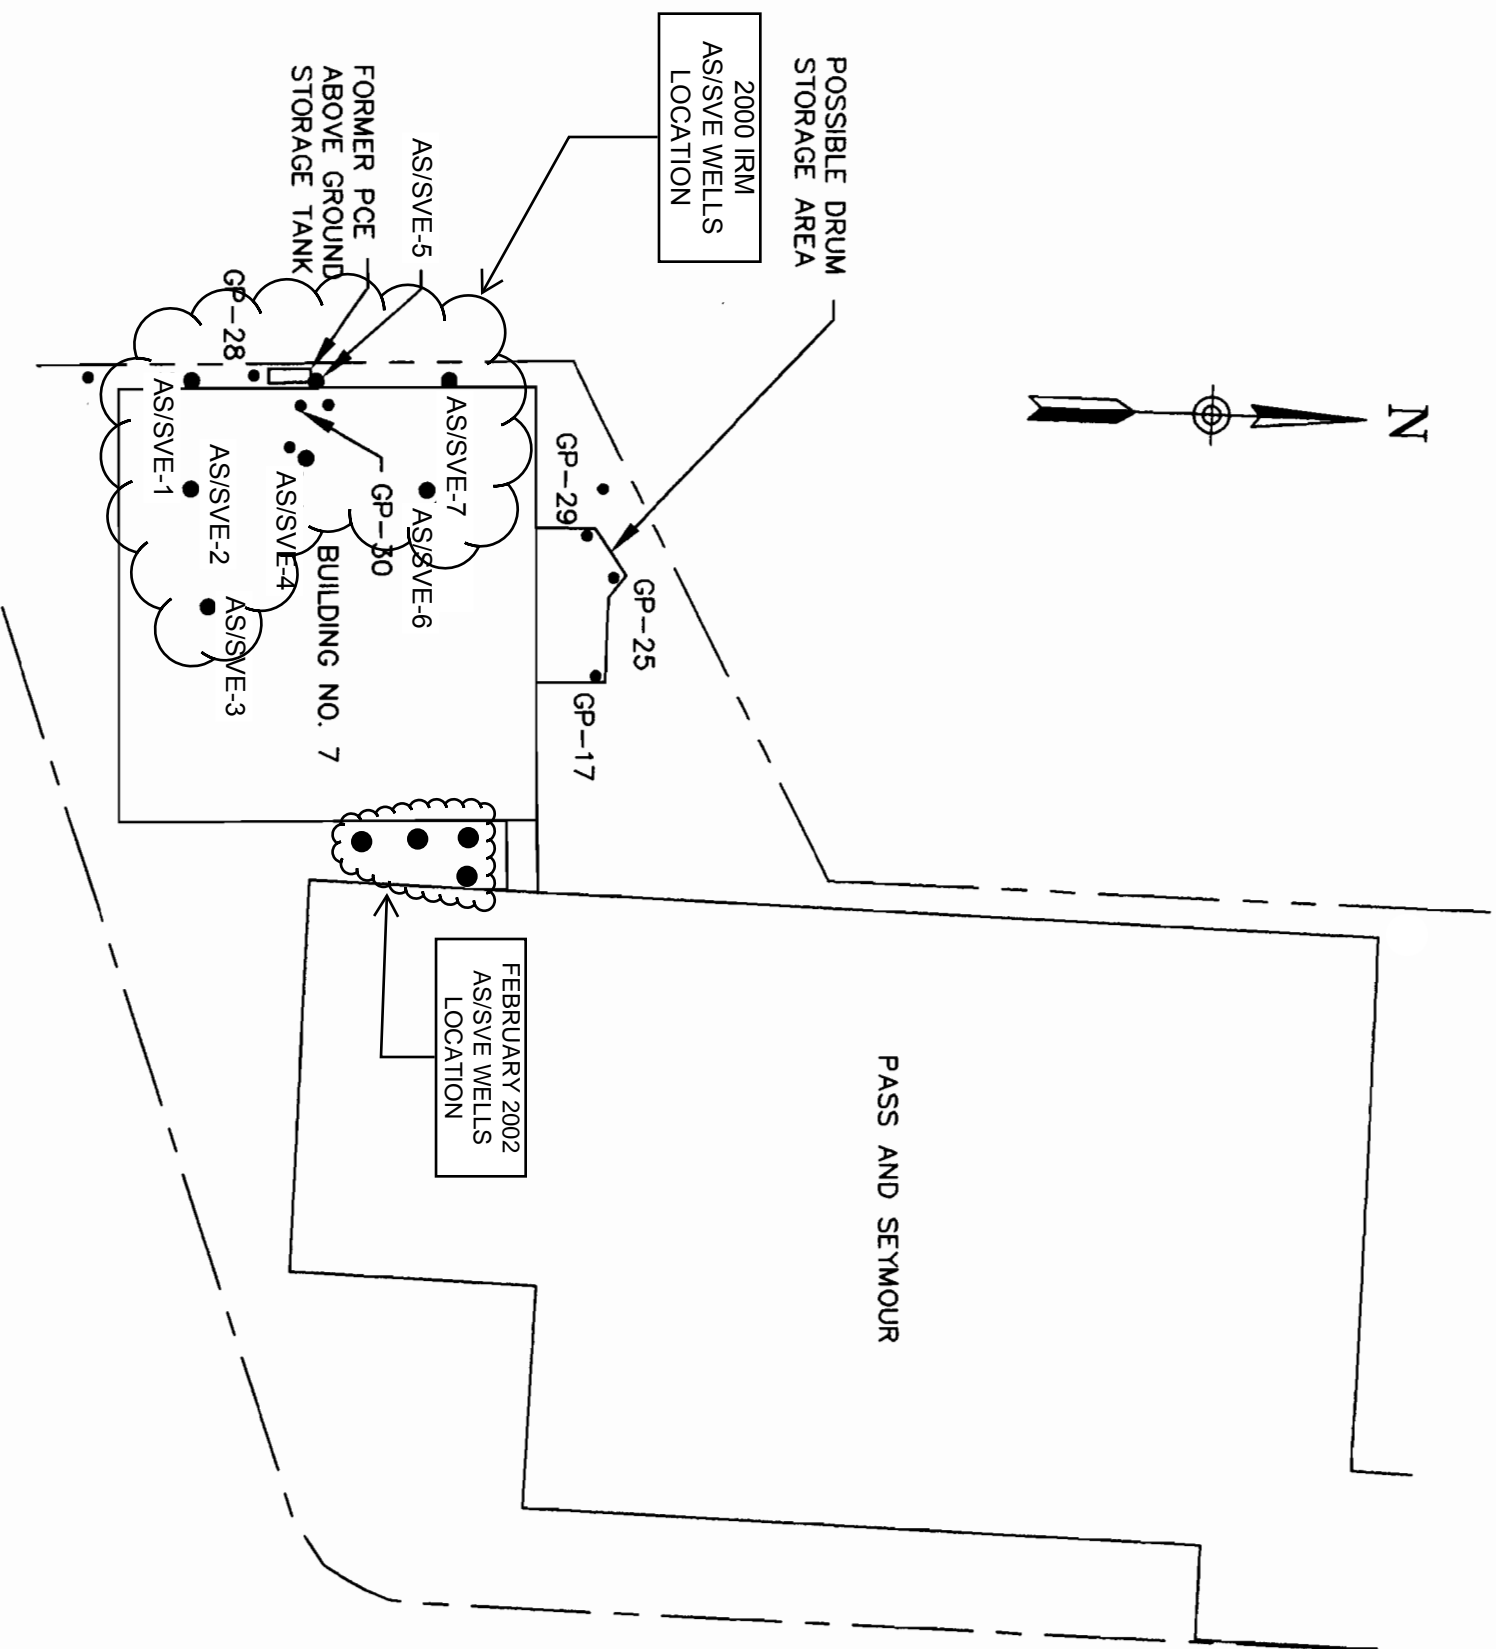 POSSIBLE DRUM
STORAGE AREA
2000 IRM
AS/SVE WELLS
LOCATION
N
AS/SVE-5
FORMER PCE
ABOVE GROUND
STORAGE TANK
GP-28
AS/SVE-7
GP-29
AS/SVE-1
AS/SVE-2
AS/SVE-4
GP-30
AS/SVE-6
GP-25
AS/SVE-3
BUILDING NO. 7
GP-17
FEBRUARY 2002
AS/SVE WELLS
LOCATION
PASS AND SEYMOUR